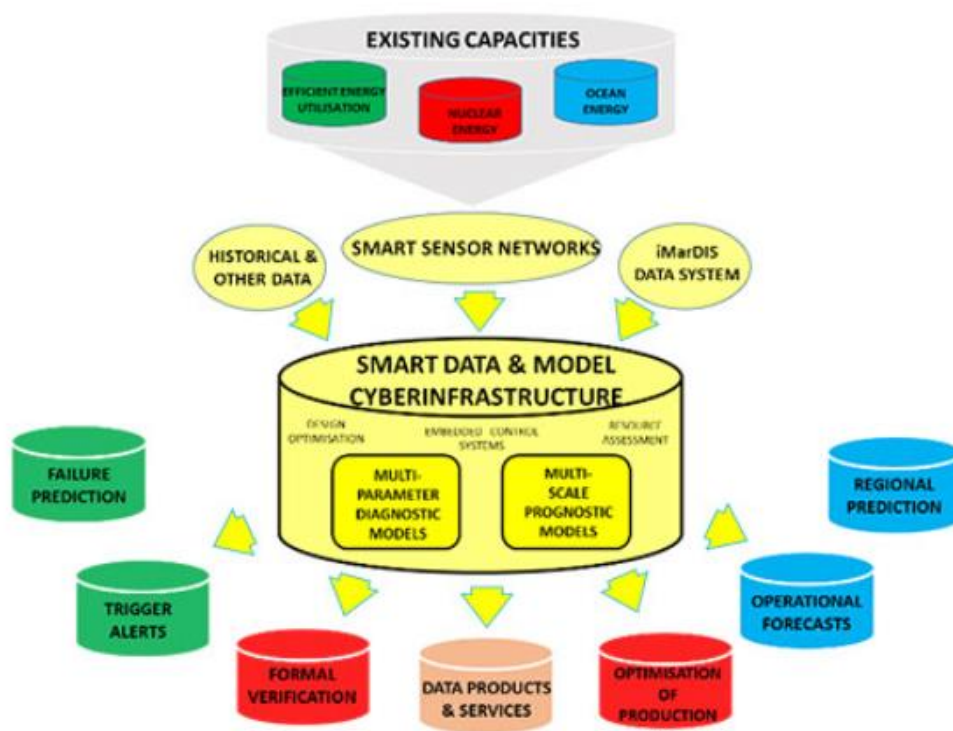 EXISTING CAPACITIES
EFFICIENT ENERGY
UTILISATION
NUCLEAR
ENERGY
OCEAN
ENERGY
HISTORICAL &
OTHER DATA
SMART SENSOR NETWORKS
iMarDIS
DATA SYSTEM
SMART DATA & MODEL
CYBERINFRASTRUCTURE
DESIGN
OPTIMISATION
EMBEDDED CONTROL
SYSTEMS
RESOURCE
ASSESSMENT
MULTI-
PARAMETER
DIAGNOSTIC
MODELS
MULTI-
SCALE
PROGNOSTIC
MODELS
FAILURE
PREDICTION
REGIONAL
PREDICTION
TRIGGER
ALERTS
OPERATIONAL
FORECASTS
FORMAL
VERIFICATION
DATA PRODUCTS
& SERVICES
OPTIMISATION
OF
PRODUCTION